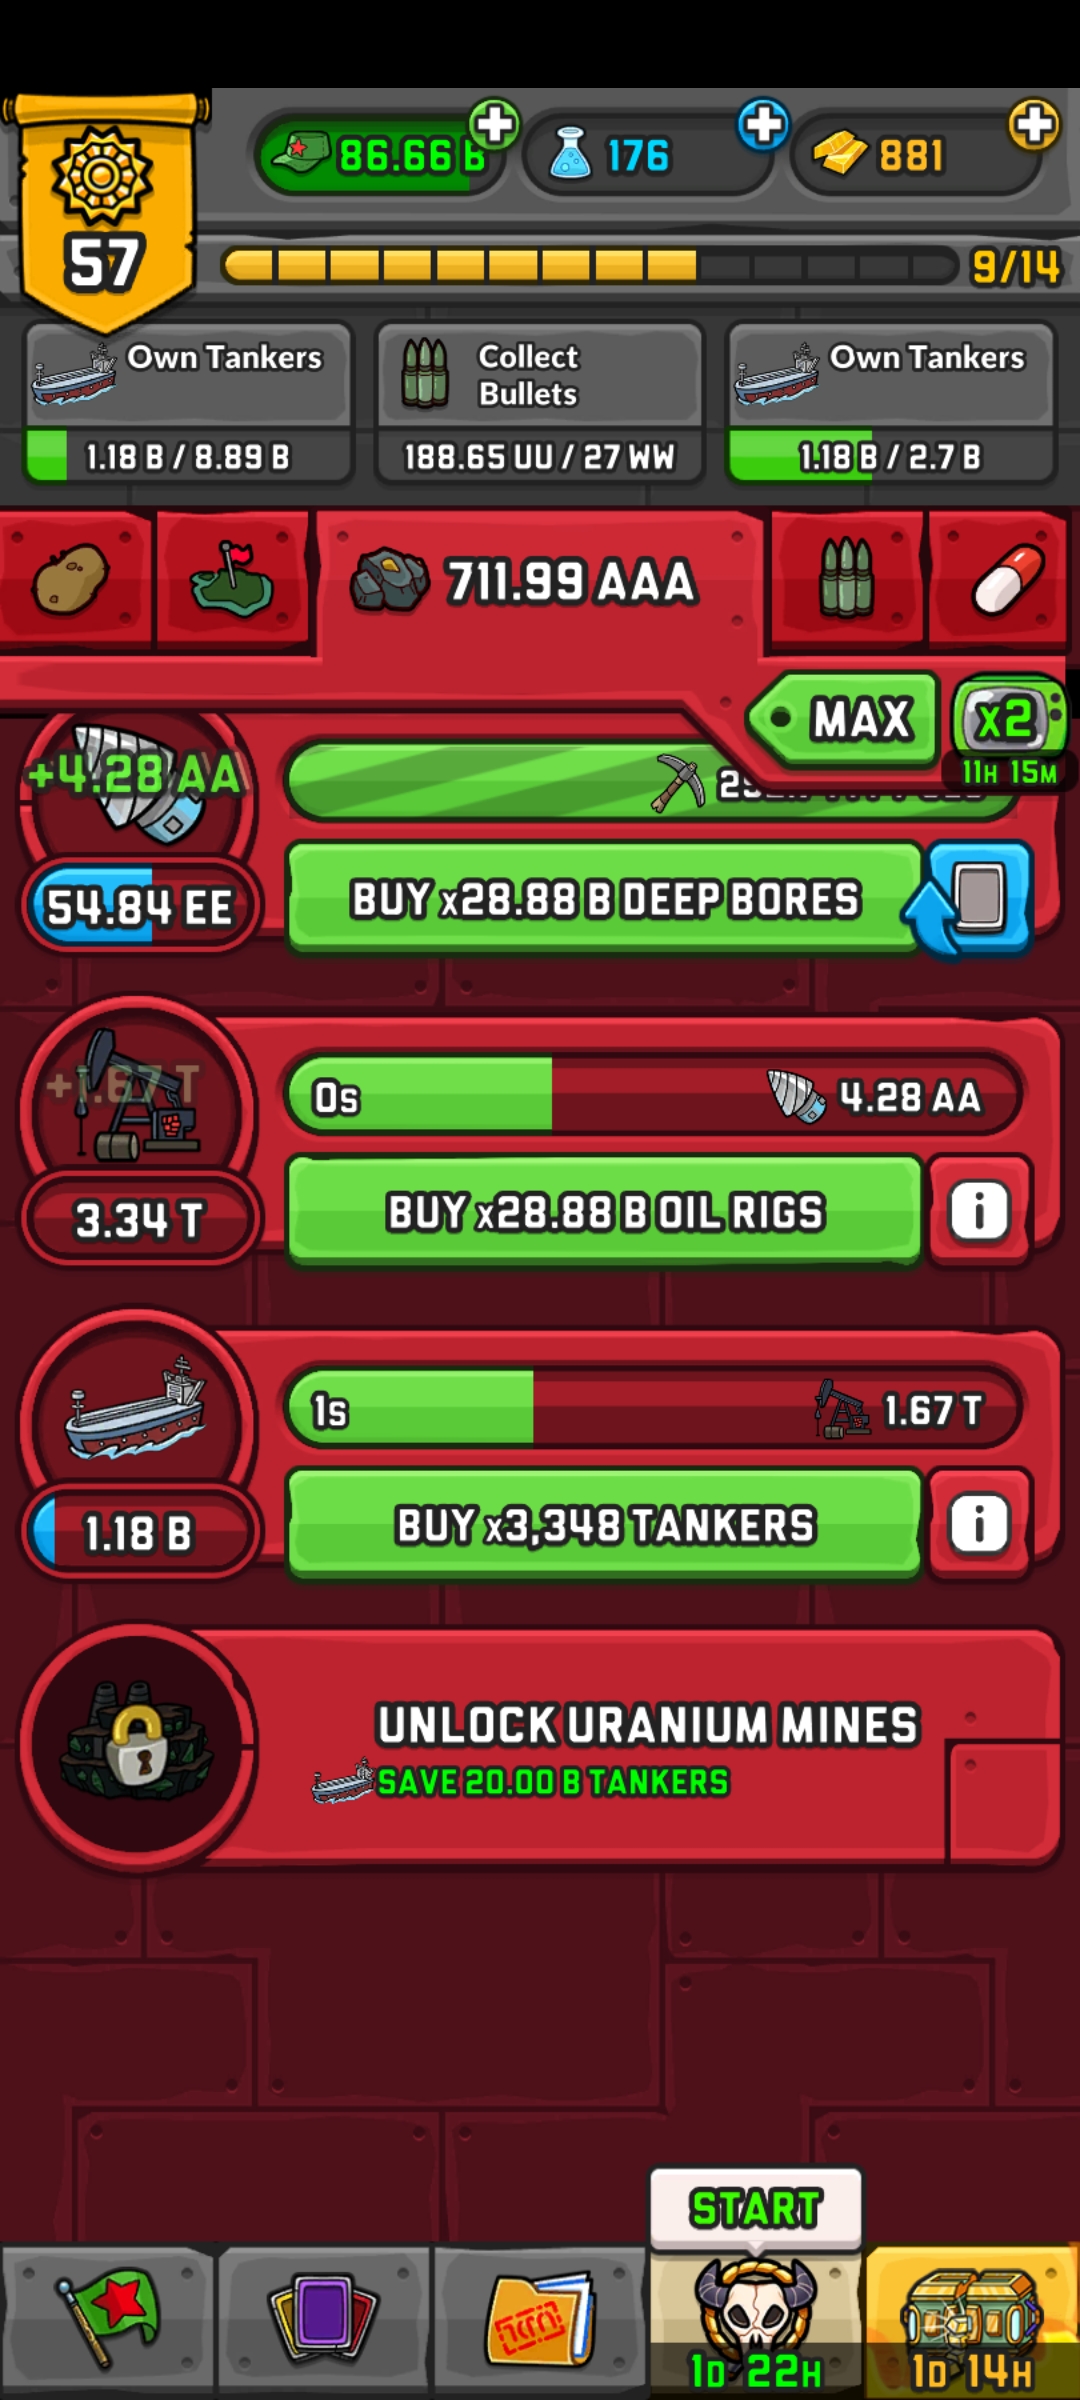 86.66 B
176
881
57
9/14
Own Tankers
1.18 B / 8.89 B
Collect
Bullets
188.65 UU / 27 WW
Own Tankers
1.18 B / 2.7 B
711.99 AAA
MAX
x2
11H 15M
+4.28 AA
54.84 EE
BUY x28.88 B DEEP BORES
+1.67 T
0s
4.28 AA
3.34 T
BUY x28.88 B OIL RIGS
i
1s
1.67 T
1.18 B
BUY x3,348 TANKERS
i
UNLOCK URANIUM MINES
SAVE 20.00 B TANKERS
START
1D 22H
1D 14H